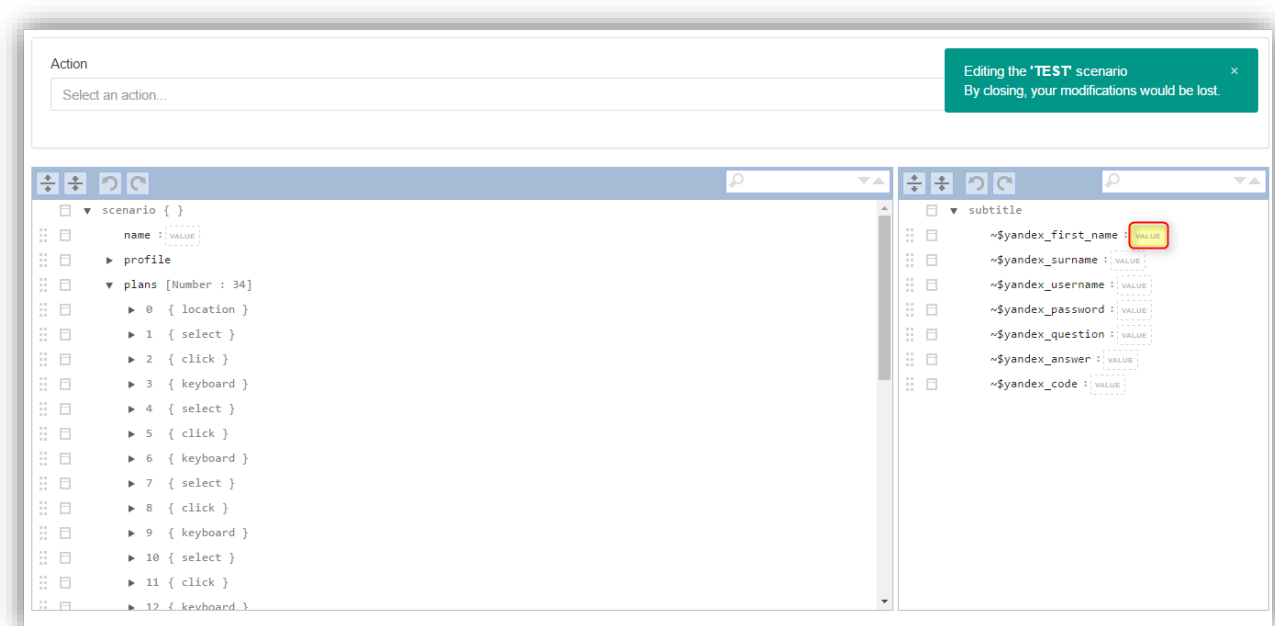 Action
Select an action...
Editing the 'TEST' scenario ×
By closing, your modifications would be lost.
scenario { }
name : VALUE
profile
plans [Number : 34]
0 { location }
1 { select }
2 { click }
3 { keyboard }
4 { select }
5 { click }
6 { keyboard }
7 { select }
8 { click }
9 { keyboard }
10 { select }
11 { click }
12 { keyboard }
subtitle
~$yandex_first_name : VALUE
~$yandex_surname : VALUE
~$yandex_username : VALUE
~$yandex_password : VALUE
~$yandex_question : VALUE
~$yandex_answer : VALUE
~$yandex_code : VALUE